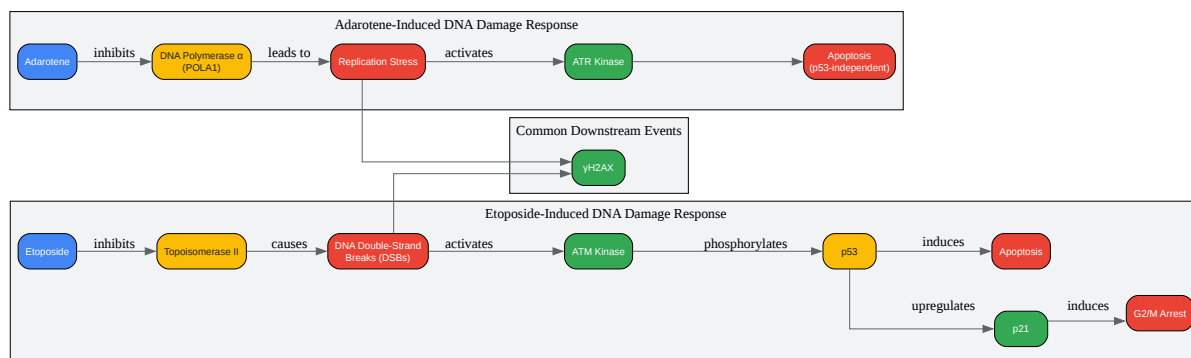 Adarotene-Induced DNA Damage Response
Adarotene
inhibits
DNA Polymerase α
(POLA1)
leads to
Replication Stress
activates
ATR Kinase
Apoptosis
(p53-independent)
Common Downstream Events
γH2AX
Etoposide-Induced DNA Damage Response
Etoposide
inhibits
Topoisomerase II
causes
DNA Double-Strand
Breaks (DSBs)
activates
ATM Kinase
phosphorylates
p53
induces
Apoptosis
upregulates
p21
induces
G2/M Arrest